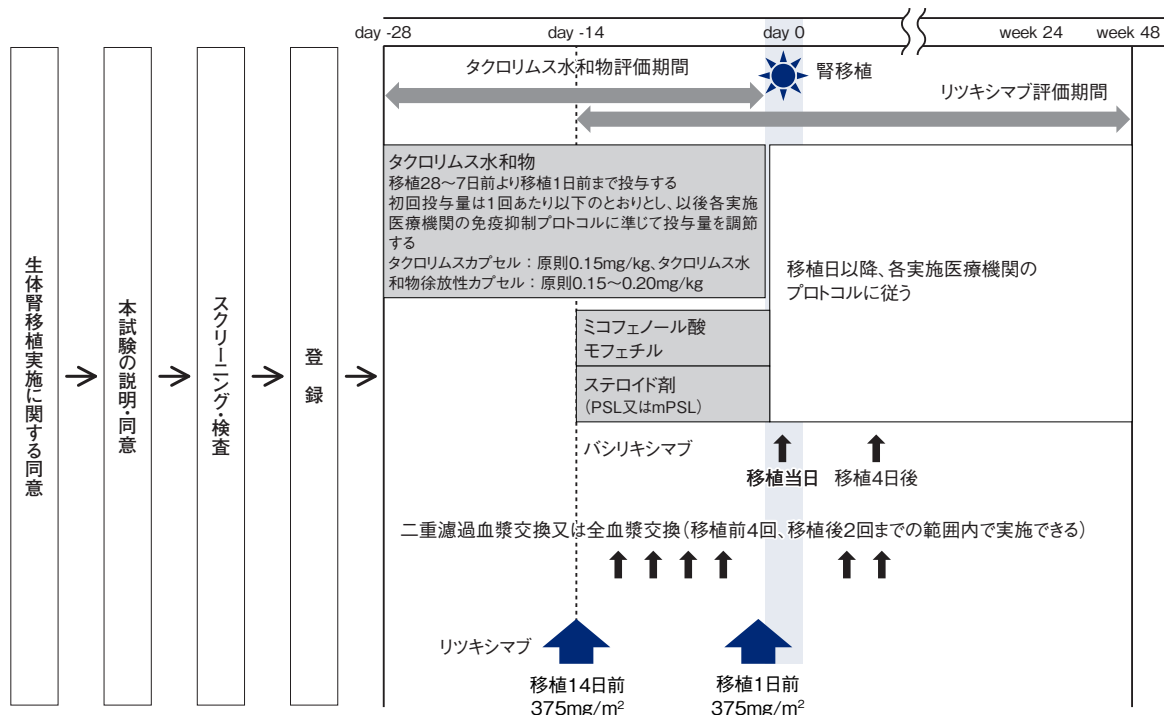 day -28
day -14
day 0
week 24
week 48
タクロリムス水和物評価期間
腎移植
リツキシマブ評価期間
生体腎移植実施に関する同意
本試験の説明・同意
スクリーニング・検査
登録
タクロリムス水和物
移植28～7日前より移植1日前まで投与する
初回投与量は1回あたり以下のとおりとし、以後各実施
医療機関の免疫抑制プロトコルに準じて投与量を調節
する
タクロリムスカプセル：原則0.15mg/kg、タクロリムス水
和物徐放性カプセル：原則0.15～0.20mg/kg
移植日以降、各実施医療機関の
プロトコルに従う
ミコフェノール酸
モフェチル
ステロイド剤
（PSL又はmPSL）
バシリキシマブ
移植当日
移植4日後
二重濾過血漿交換又は全血漿交換（移植前4回、移植後2回までの範囲内で実施できる）
リツキシマブ
移植14日前
375mg/m²
移植1日前
375mg/m²